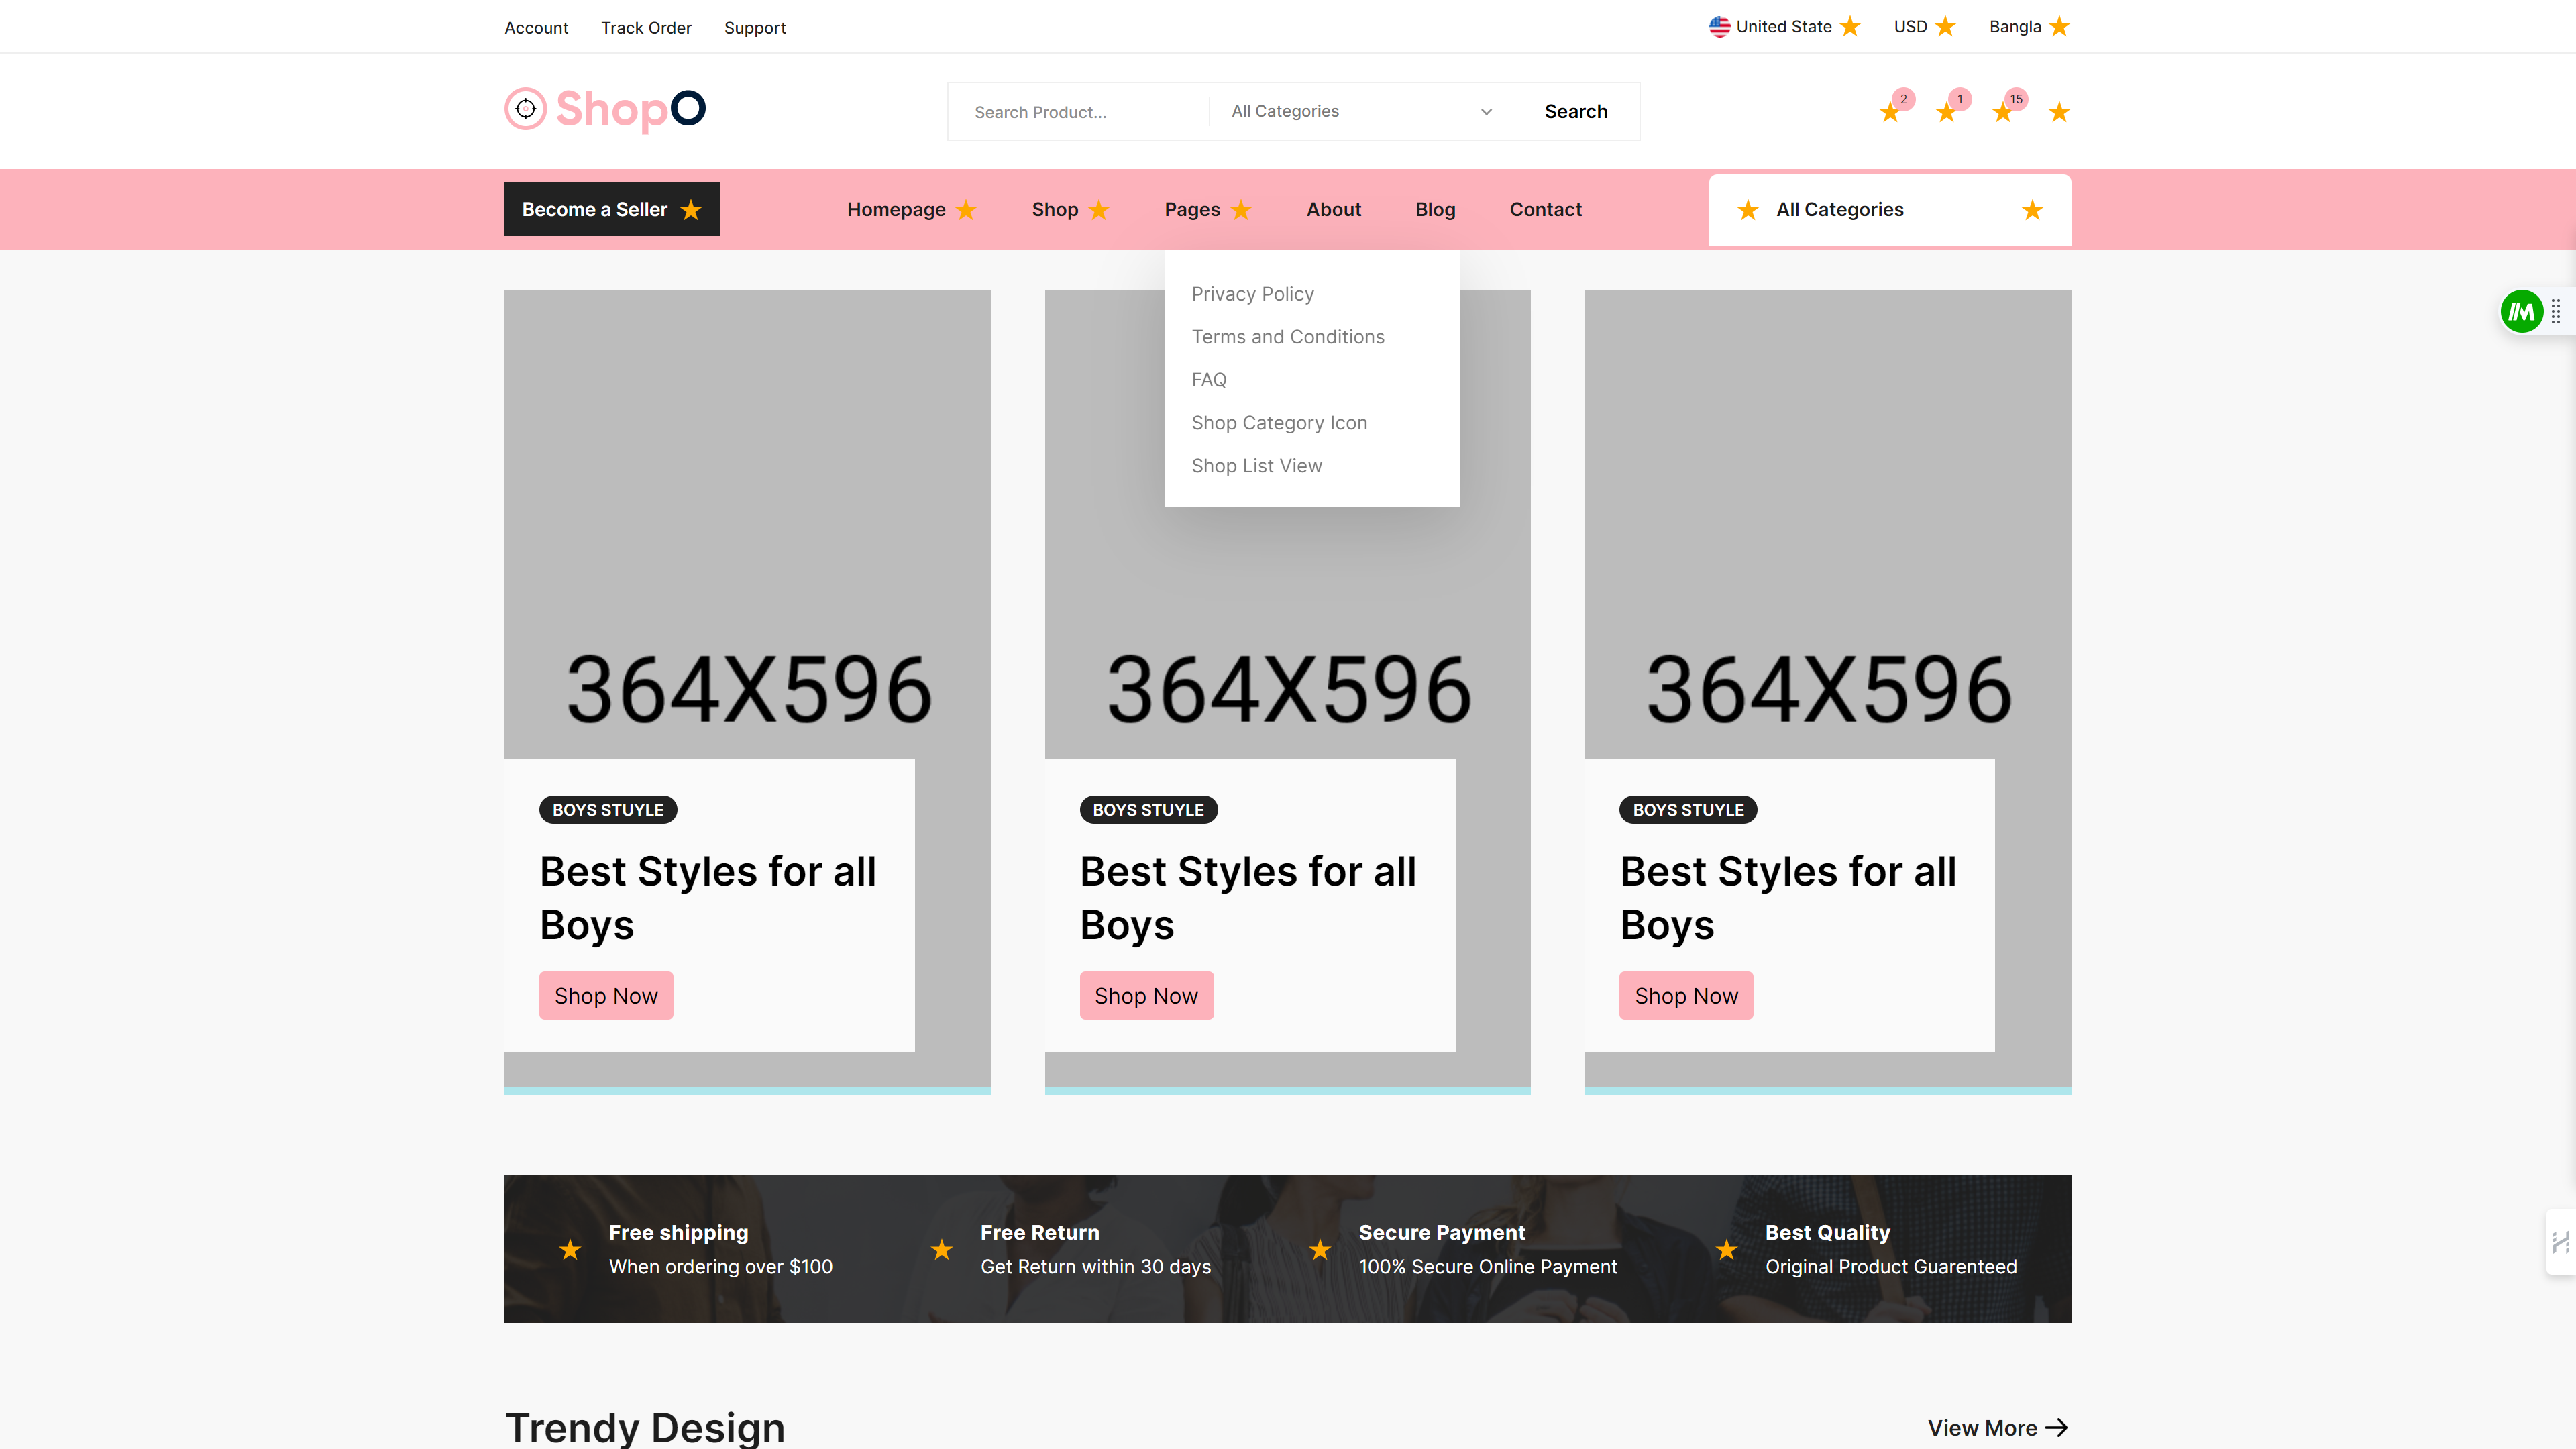 Account Track Order Support United State USD Bangla
ShopO Search Product... All Categories Search 2 1 15
Become a Seller Homepage Shop Pages About Blog Contact All Categories
Privacy Policy
Terms and Conditions
FAQ
Shop Category Icon
Shop List View
364X596 364X596 364X596
BOYS STUYLE BOYS STUYLE BOYS STUYLE
Best Styles for all Best Styles for all Best Styles for all
Boys Boys Boys
Shop Now Shop Now Shop Now
Free shipping Free Return Secure Payment Best Quality
When ordering over $100 Get Return within 30 days 100% Secure Online Payment Original Product Guarenteed
Trendy Design View More